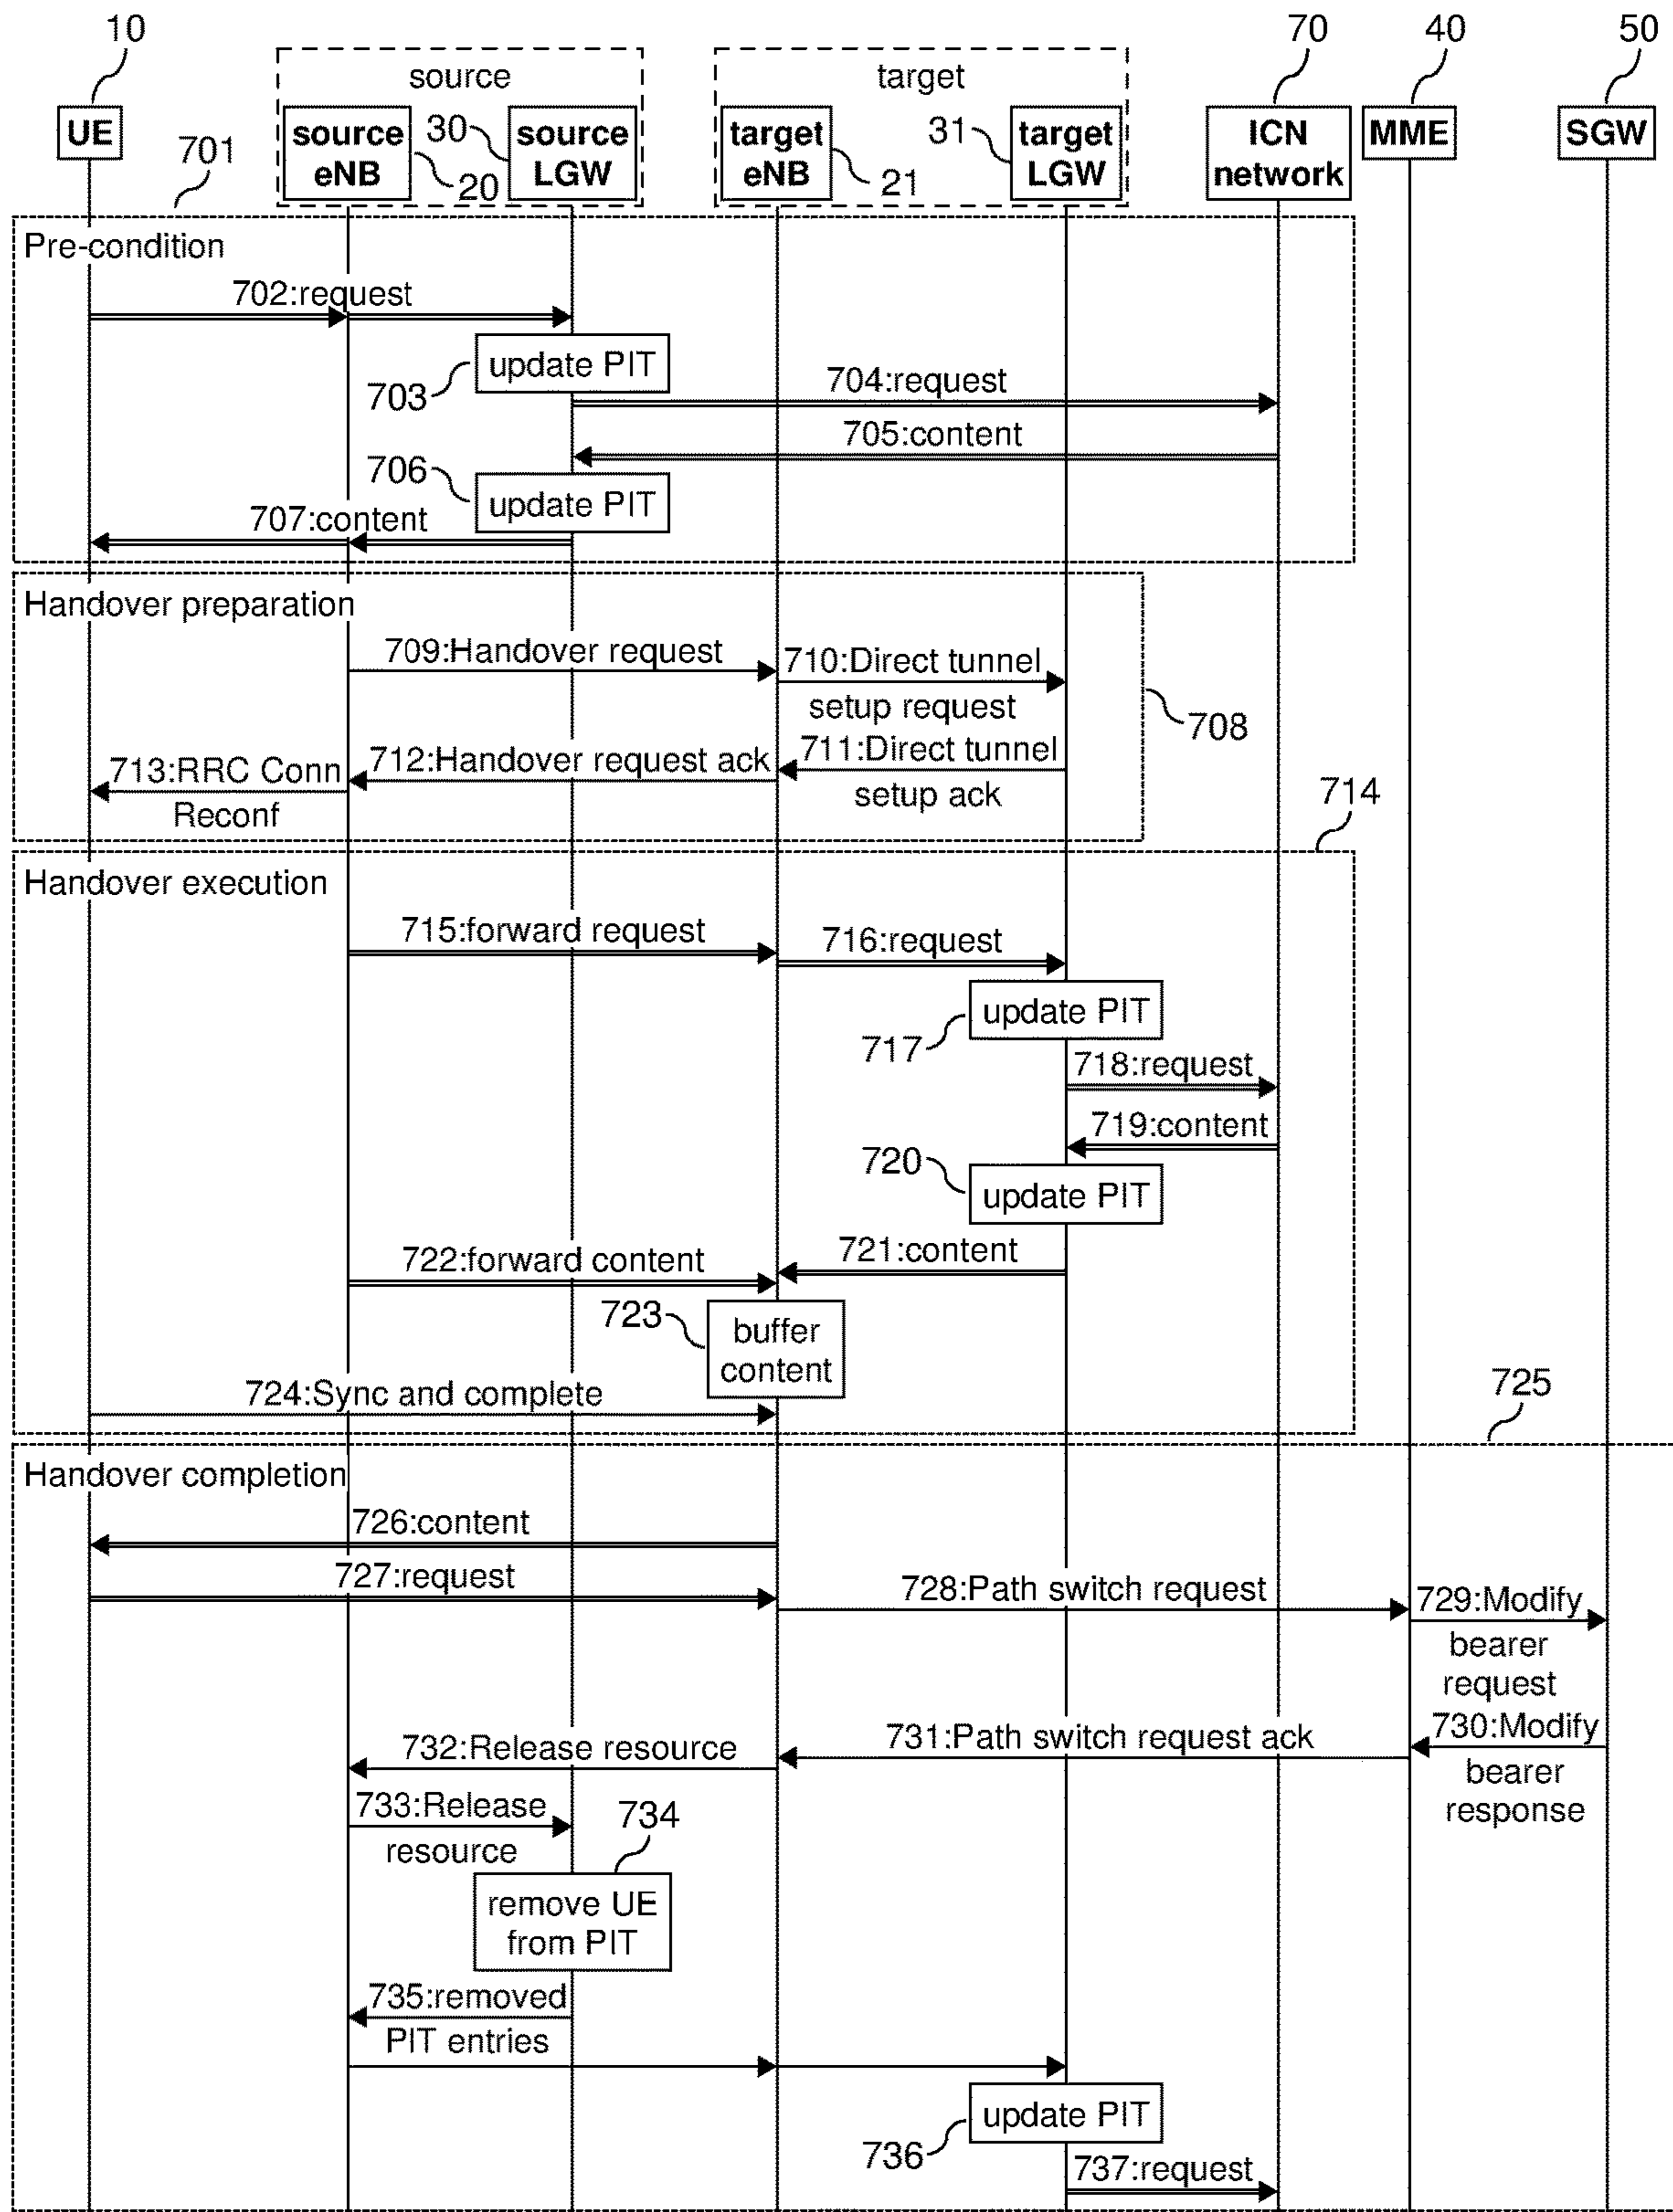 10
70
40
50
source
target
UE
source
eNB
20
30
source
LGW
target
eNB
21
31
target
LGW
ICN
network
MME
SGW
701
Pre-condition
702:request
update PIT
703
704:request
705:content
706
update PIT
707:content
Handover preparation
709:Handover request
710:Direct tunnel
setup request
708
711:Direct tunnel
setup ack
712:Handover request ack
713:RRC Conn
Reconf
714
Handover execution
715:forward request
716:request
update PIT
717
718:request
719:content
720
update PIT
721:content
722:forward content
723
buffer
content
724:Sync and complete
725
Handover completion
726:content
727:request
728:Path switch request
729:Modify
bearer
request
730:Modify
bearer
response
731:Path switch request ack
732:Release resource
733:Release
resource
734
remove UE
from PIT
735:removed
PIT entries
update PIT
736
737:request